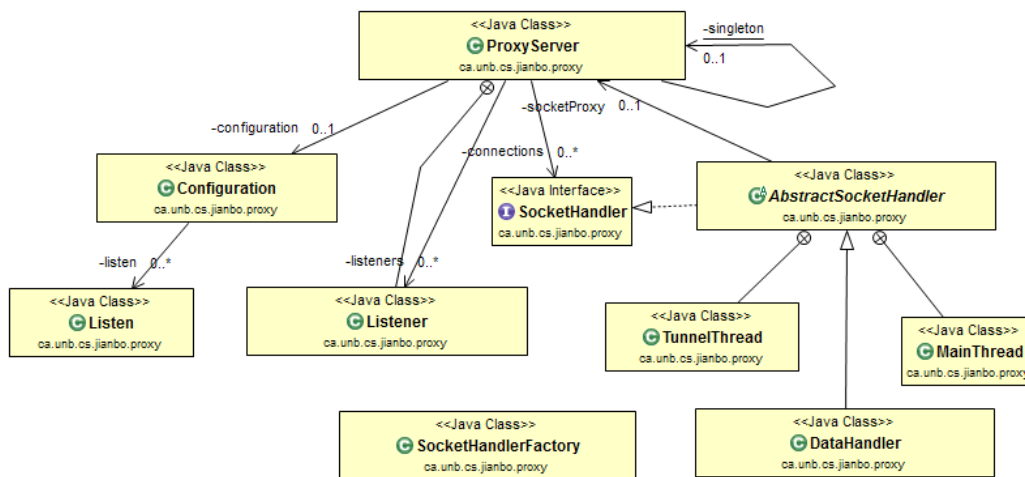 <<Java Class>>
C ProxyServer
ca.unb.cs.jianbo.proxy
-singleton
0..1
-configuration 0..1
-socketProxy 0..1
-connections 0..*
<<Java Class>>
C Configuration
ca.unb.cs.jianbo.proxy
<<Java Interface>>
I SocketHandler
ca.unb.cs.jianbo.proxy
<<Java Class>>
C A AbstractSocketHandler
ca.unb.cs.jianbo.proxy
-listen 0..*
-listeners 0..*
<<Java Class>>
C Listen
ca.unb.cs.jianbo.proxy
<<Java Class>>
C Listener
ca.unb.cs.jianbo.proxy
<<Java Class>>
C TunnelThread
ca.unb.cs.jianbo.proxy
<<Java Class>>
C MainThread
ca.unb.cs.jianbo.proxy
<<Java Class>>
C SocketHandlerFactory
ca.unb.cs.jianbo.proxy
<<Java Class>>
C DataHandler
ca.unb.cs.jianbo.proxy